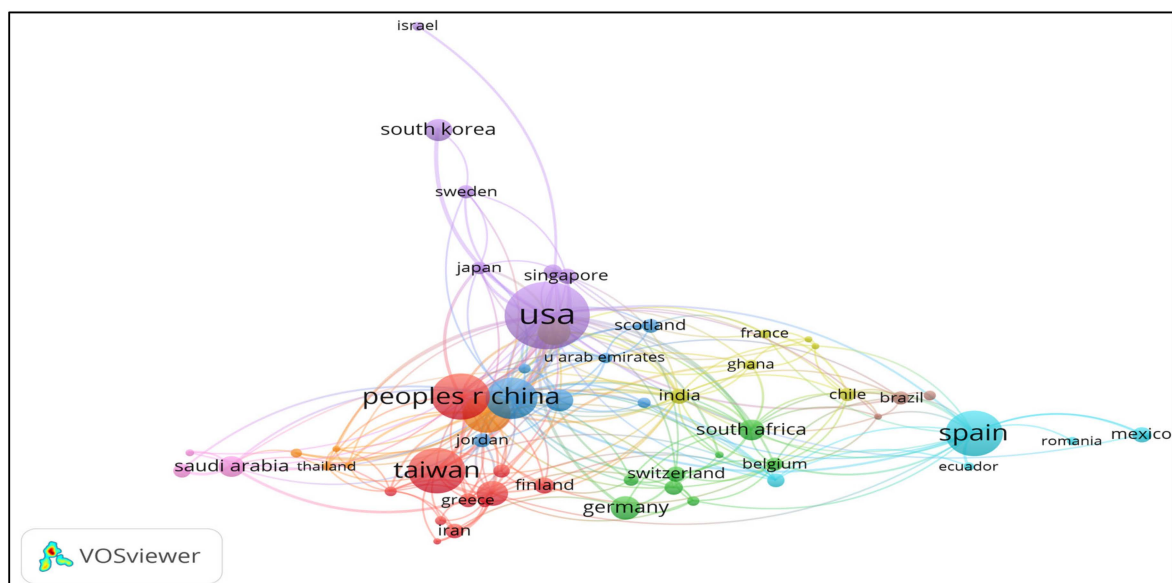 israel
south korea
sweden
japan
singapore
usa
scotland
france
u arab emirates
ghana
peoples r china
india
chile
brazil
south africa
spain
jordan
romania
mexico
saudi arabia
thailand
taiwan
switzerland
belgium
ecuador
finland
greece
germany
iran
VOSviewer